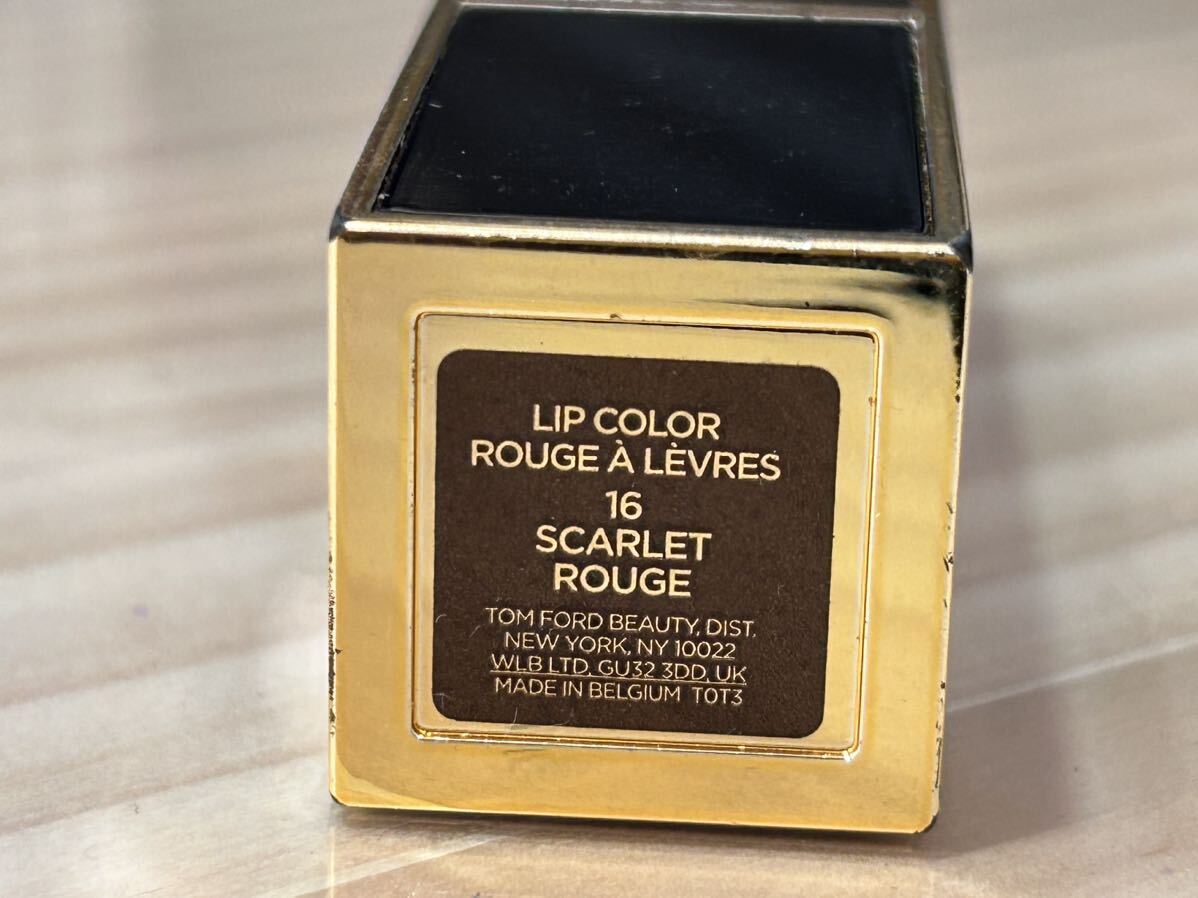 LIP COLOR
ROUGE À LÈVRES
16
SCARLET
ROUGE
TOM FORD BEAUTY, DIST.
NEW YORK, NY 10022
WLB LTD, GU32 3DD, UK
MADE IN BELGIUM T0T3